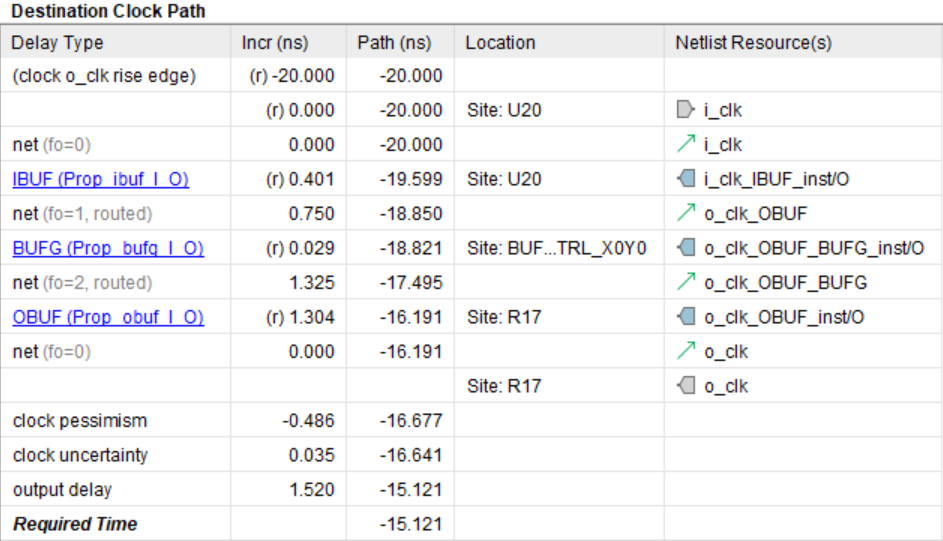 Destination Clock Path
Delay Type Incr (ns) Path (ns) Location Netlist Resource(s)
(clock o_clk rise edge) (r) -20.000 -20.000
(r) 0.000 -20.000 Site: U20 i_clk
net (fo=0) 0.000 -20.000 i_clk
IBUF (Prop_ibuf_I_O) (r) 0.401 -19.599 Site: U20 i_clk_IBUF_inst/O
net (fo=1, routed) 0.750 -18.850 o_clk_OBUF
BUFG (Prop_bufg_I_O) (r) 0.029 -18.821 Site: BUF...TRL_X0Y0 o_clk_OBUF_BUFG_inst/O
net (fo=2, routed) 1.325 -17.495 o_clk_OBUF_BUFG
OBUF (Prop_obuf_I_O) (r) 1.304 -16.191 Site: R17 o_clk_OBUF_inst/O
net (fo=0) 0.000 -16.191 o_clk
Site: R17 o_clk
clock pessimism -0.486 -16.677
clock uncertainty 0.035 -16.641
output delay 1.520 -15.121
Required Time -15.121